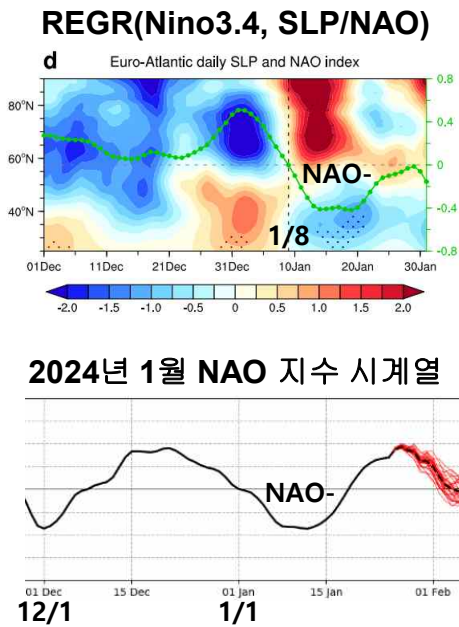 REGR(Nino3.4, SLP/NAO)
d Euro-Atlantic daily SLP and NAO index
80°N
60°N
40°N
0.8
0.4
0
-0.4
-0.8
NAO-
1/8
01Dec 11Dec 21Dec 31Dec 10Jan 20Jan 30Jan
-2.0 -1.5 -1.0 -0.5 0 0.5 1.0 1.5 2.0
2024년 1월 NAO 지수 시계열
NAO-
01 Dec 15 Dec 01 Jan 15 Jan 01 Feb
12/1 1/1